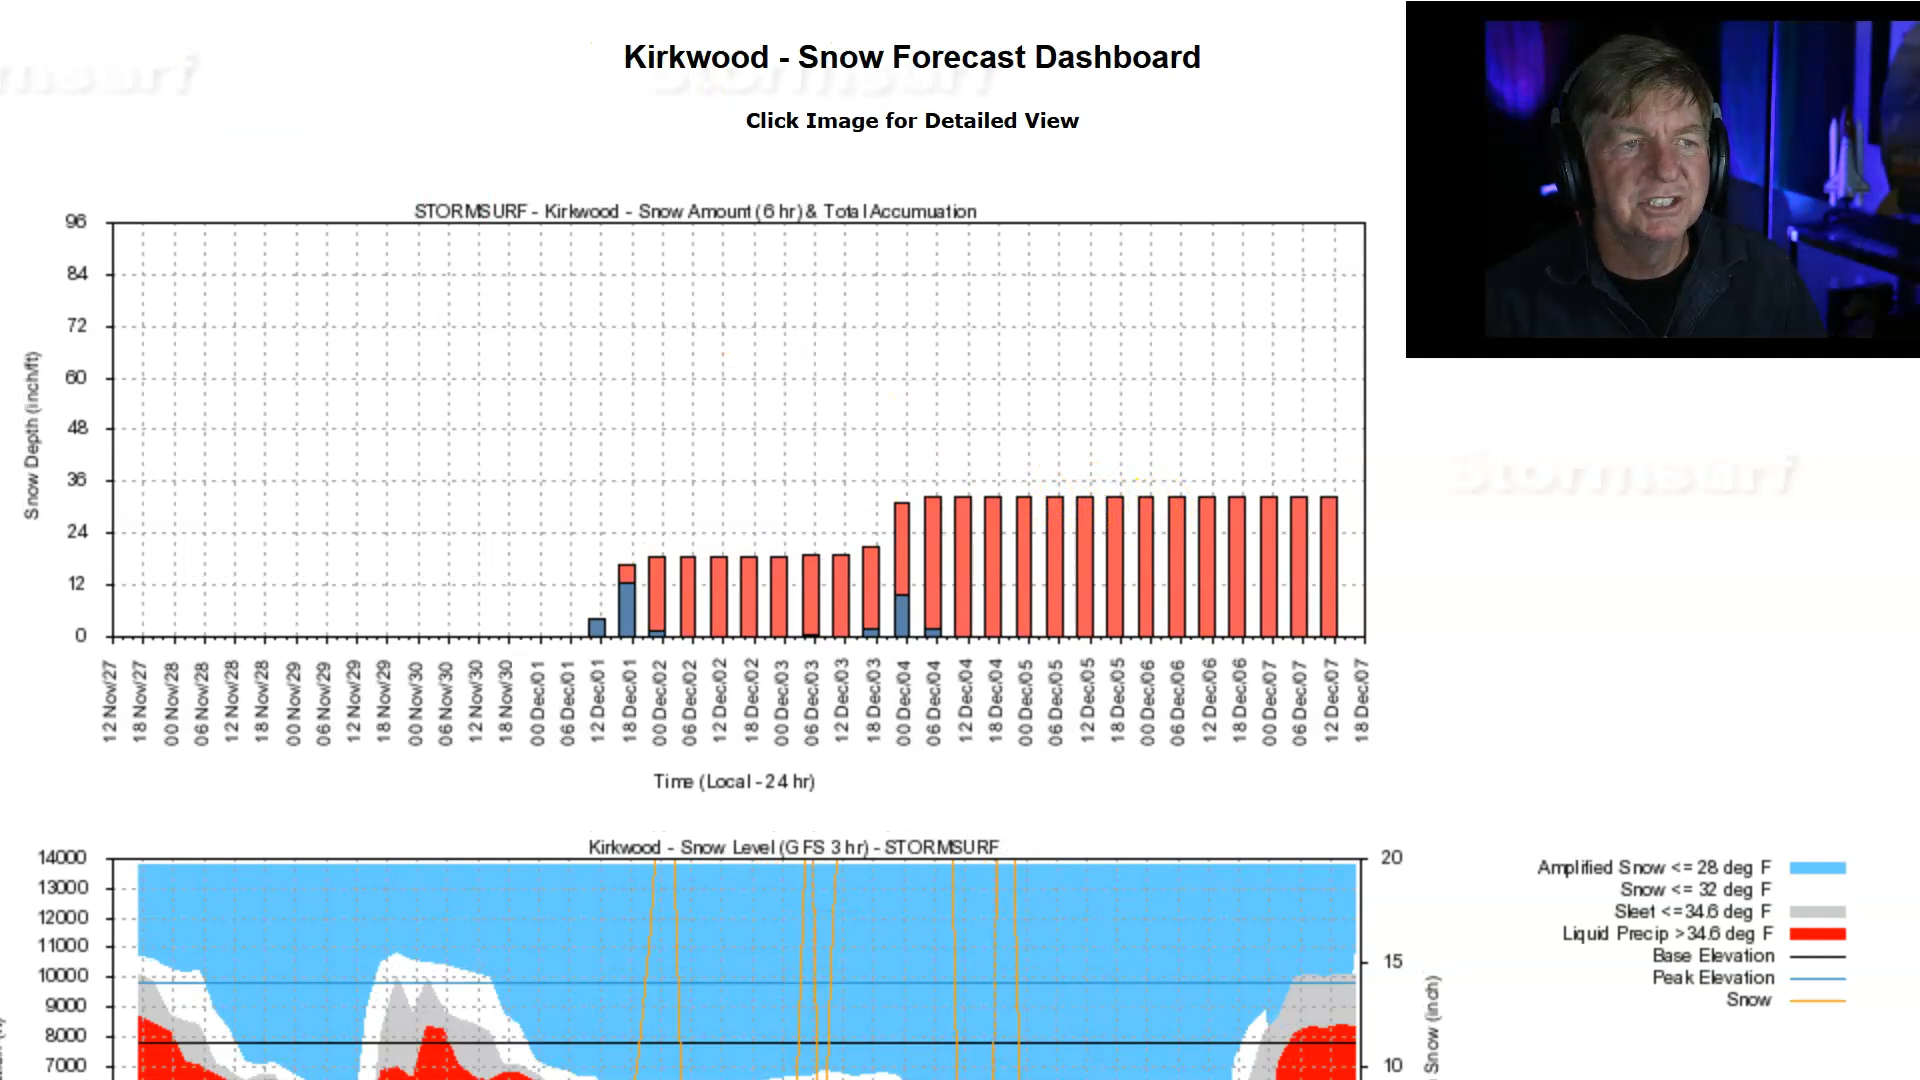 Kirkwood - Snow Forecast Dashboard
Click Image for Detailed View
Stormsurf
STORMSURF - Kirkwood - Snow Amount (6 hr) & Total Accumuation
Snow Depth (inch/ft)
96
84
72
60
48
36
24
12
0
12 Nov/27
18 Nov/27
00 Nov/28
06 Nov/28
12 Nov/28
18 Nov/28
00 Nov/29
06 Nov/29
12 Nov/29
18 Nov/29
00 Nov/30
06 Nov/30
12 Nov/30
18 Nov/30
00 Dec/01
06 Dec/01
12 Dec/01
18 Dec/01
00 Dec/02
06 Dec/02
12 Dec/02
18 Dec/02
00 Dec/03
06 Dec/03
12 Dec/03
18 Dec/03
00 Dec/04
06 Dec/04
12 Dec/04
18 Dec/04
00 Dec/05
06 Dec/05
12 Dec/05
18 Dec/05
00 Dec/06
06 Dec/06
12 Dec/06
18 Dec/06
00 Dec/07
06 Dec/07
12 Dec/07
18 Dec/07
Time (Local - 24 hr)
Kirkwood - Snow Level (GFS 3 hr) - STORMSURF
14000
13000
12000
11000
10000
9000
8000
7000
20
15
10
Snow (inch)
Amplified Snow <= 28 deg F
Snow <= 32 deg F
Sleet <=34.6 deg F
Liquid Precip >34.6 deg F
Base Elevation
Peak Elevation
Snow